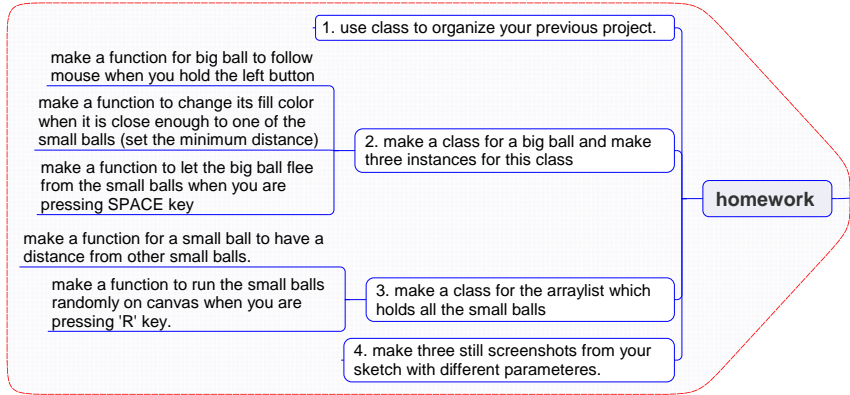 1. use class to organize your previous project.
make a function for big ball to follow
mouse when you hold the left button
make a function to change its fill color
when it is close enough to one of the
small balls (set the minimum distance)
make a function to let the big ball flee
from the small balls when you are
pressing SPACE key
2. make a class for a big ball and make
three instances for this class
homework
make a function for a small ball to have a
distance from other small balls.
make a function to run the small balls
randomly on canvas when you are
pressing 'R' key.
3. make a class for the arraylist which
holds all the small balls
4. make three still screenshots from your
sketch with different parameteres.